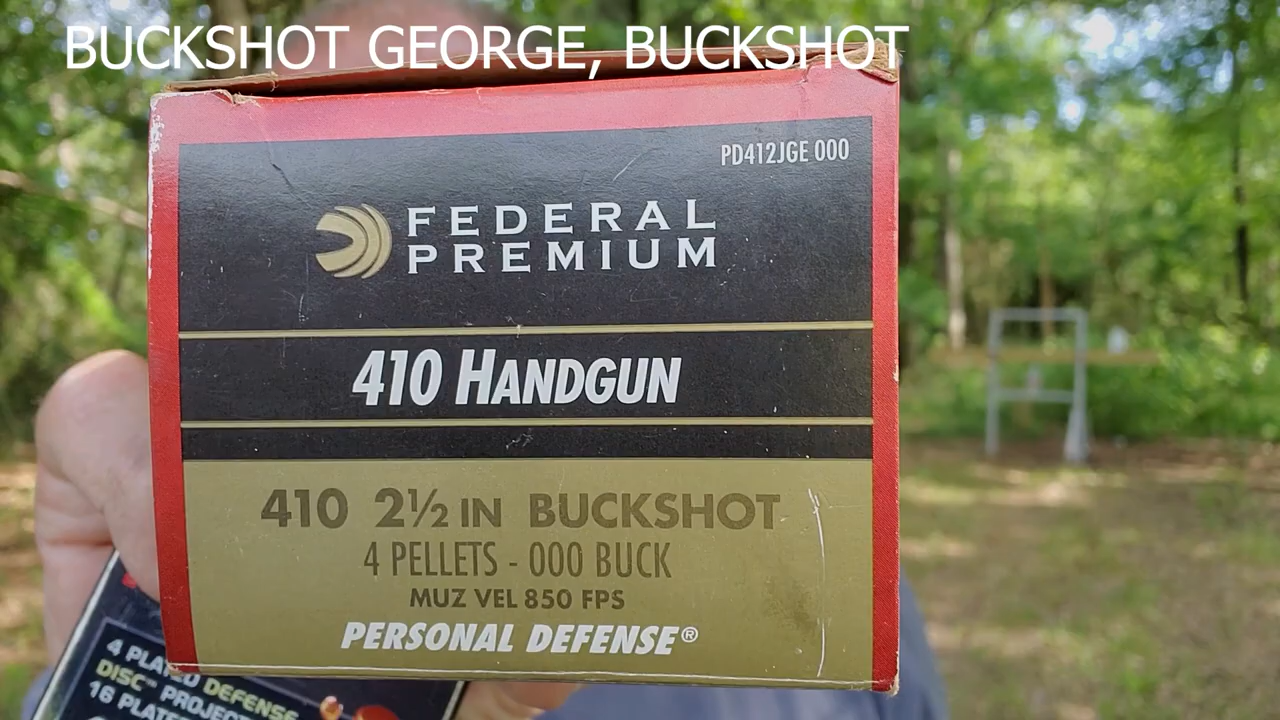 BUCKSHOT GEORGE, BUCKSHOT
PD412JGE 000
FEDERAL
PREMIUM
410 HANDGUN
410 2½ IN BUCKSHOT
4 PELLETS - 000 BUCK
MUZ VEL 850 FPS
PERSONAL DEFENSE®
4 PLATED DEFENSE
DISC™ PROJECT
16 PLATE